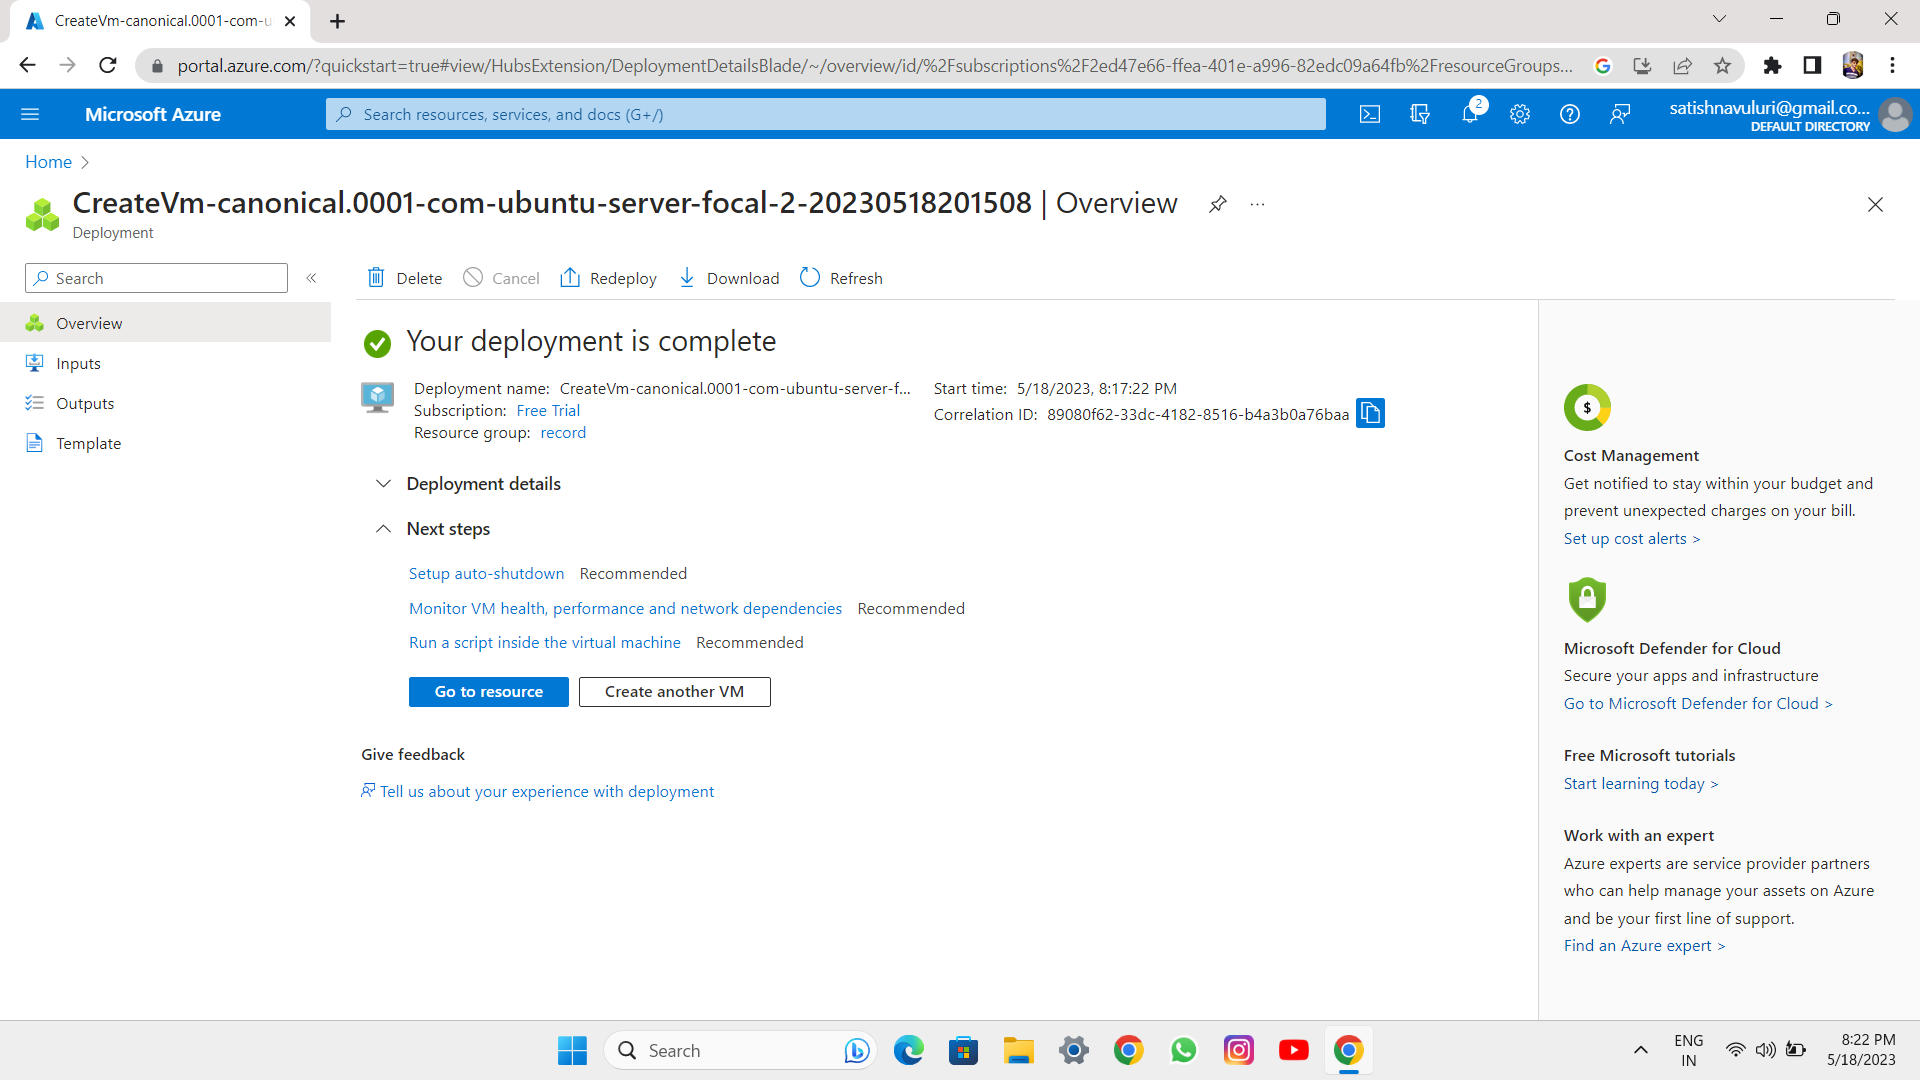 CreateVm-canonical.0001-com-u
portal.azure.com/?quickstart=true#view/HubsExtension/DeploymentDetailsBlade/~/overview/id/%2Fsubscriptions%2F2ed47e66-ffea-401e-a996-82edc09a64fb%2FresourceGroups...
Microsoft Azure
Search resources, services, and docs (G+/)
2
satishnavuluri@gmail.co...
DEFAULT DIRECTORY
Home
CreateVm-canonical.0001-com-ubuntu-server-focal-2-20230518201508 | Overview
Deployment
Search
Overview
Inputs
Outputs
Template
Delete Cancel Redeploy Download Refresh
Your deployment is complete
Deployment name: CreateVm-canonical.0001-com-ubuntu-server-f...
Subscription: Free Trial
Resource group: record
Start time: 5/18/2023, 8:17:22 PM
Correlation ID: 89080f62-33dc-4182-8516-b4a3b0a76baa
Deployment details
Next steps
Setup auto-shutdown Recommended
Monitor VM health, performance and network dependencies Recommended
Run a script inside the virtual machine Recommended
Go to resource Create another VM
Give feedback
Tell us about your experience with deployment
$
Cost Management
Get notified to stay within your budget and
prevent unexpected charges on your bill.
Set up cost alerts >
Microsoft Defender for Cloud
Secure your apps and infrastructure
Go to Microsoft Defender for Cloud >
Free Microsoft tutorials
Start learning today >
Work with an expert
Azure experts are service provider partners
who can help manage your assets on Azure
and be your first line of support.
Find an Azure expert >
Search
ENG
IN
8:22 PM
5/18/2023